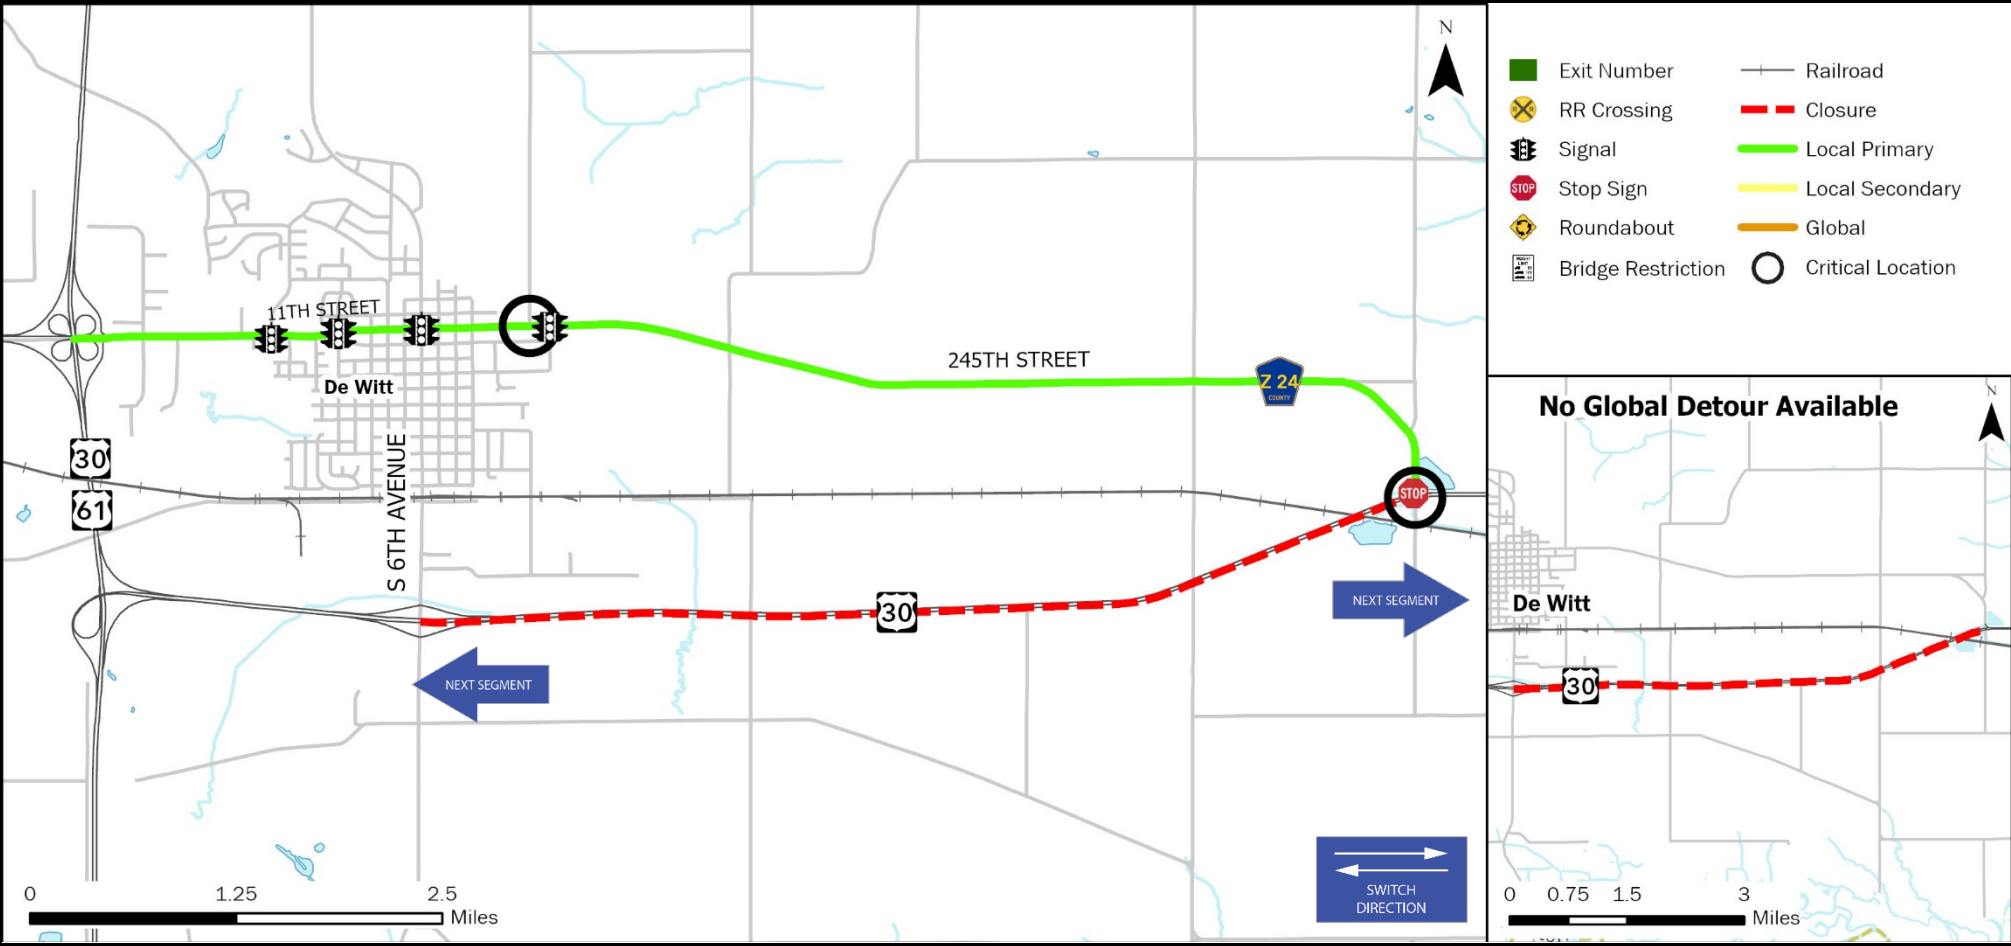 N
11TH STREET
De Witt
245TH STREET
Z 24
COUNTY
30
61
S 6TH AVENUE
STOP
30
NEXT SEGMENT
NEXT SEGMENT
SWITCH
DIRECTION
0 1.25 2.5
Miles
Exit Number
RR Crossing
Signal
STOP Stop Sign
Roundabout
Bridge Restriction
Railroad
Closure
Local Primary
Local Secondary
Global
Critical Location
No Global Detour Available
N
De Witt
30
0 0.75 1.5 3
Miles